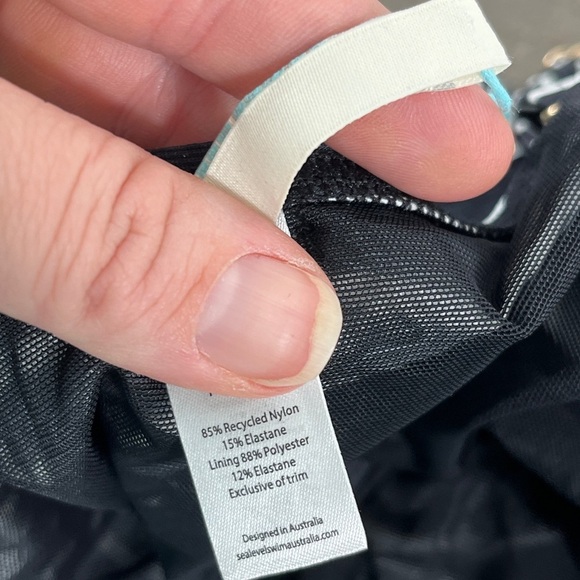 85% Recycled Nylon
15% Elastane
Lining 88% Polyester
12% Elastane
Exclusive of trim
Designed in Australia
sealevelswimaustralia.com